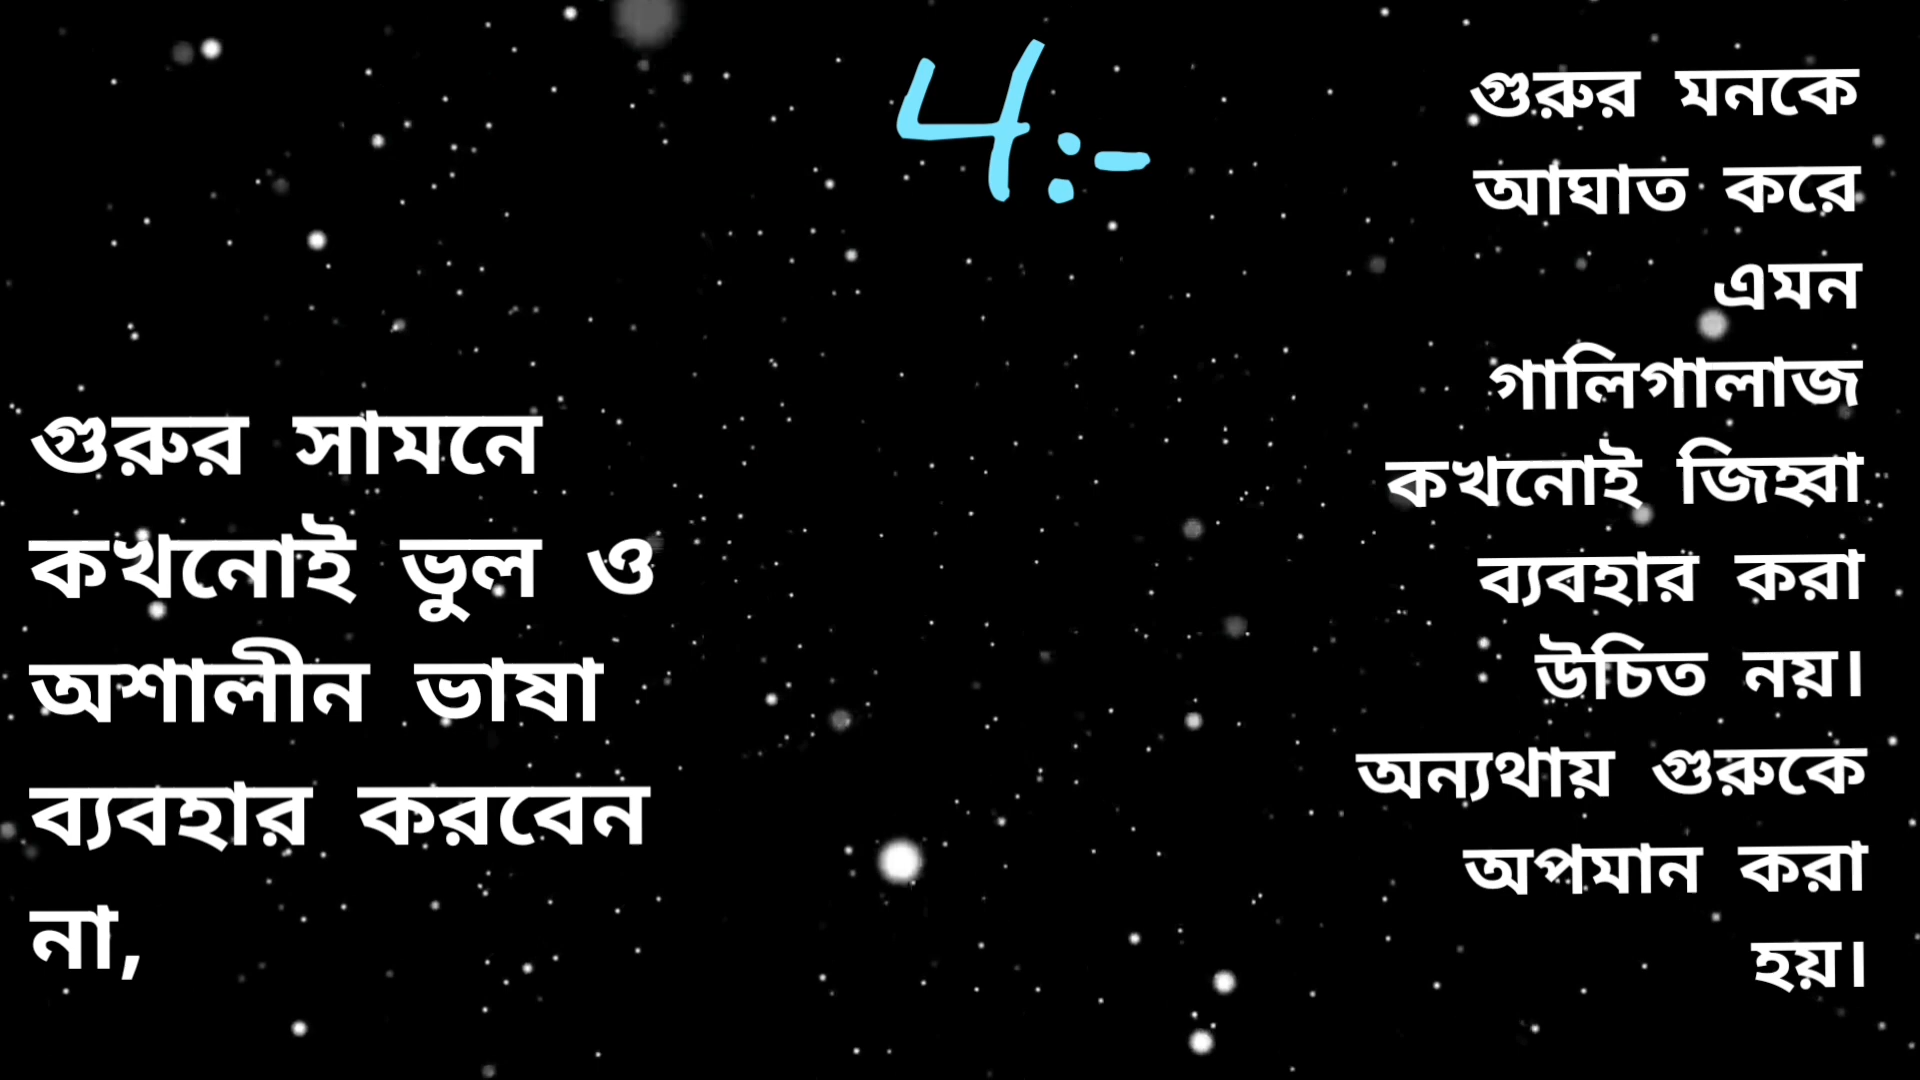 4:-
গুরুর সামনে
কখনোই ভুল ও
অশালীন ভাষা
ব্যবহার করবেন
না,
গুরুর মনকে
আঘাত করে
এমন
গালিগালাজ
কখনোই জিহ্বা
ব্যবহার করা
উচিত নয়।
অন্যথায় গুরুকে
অপমান করা
হয়।